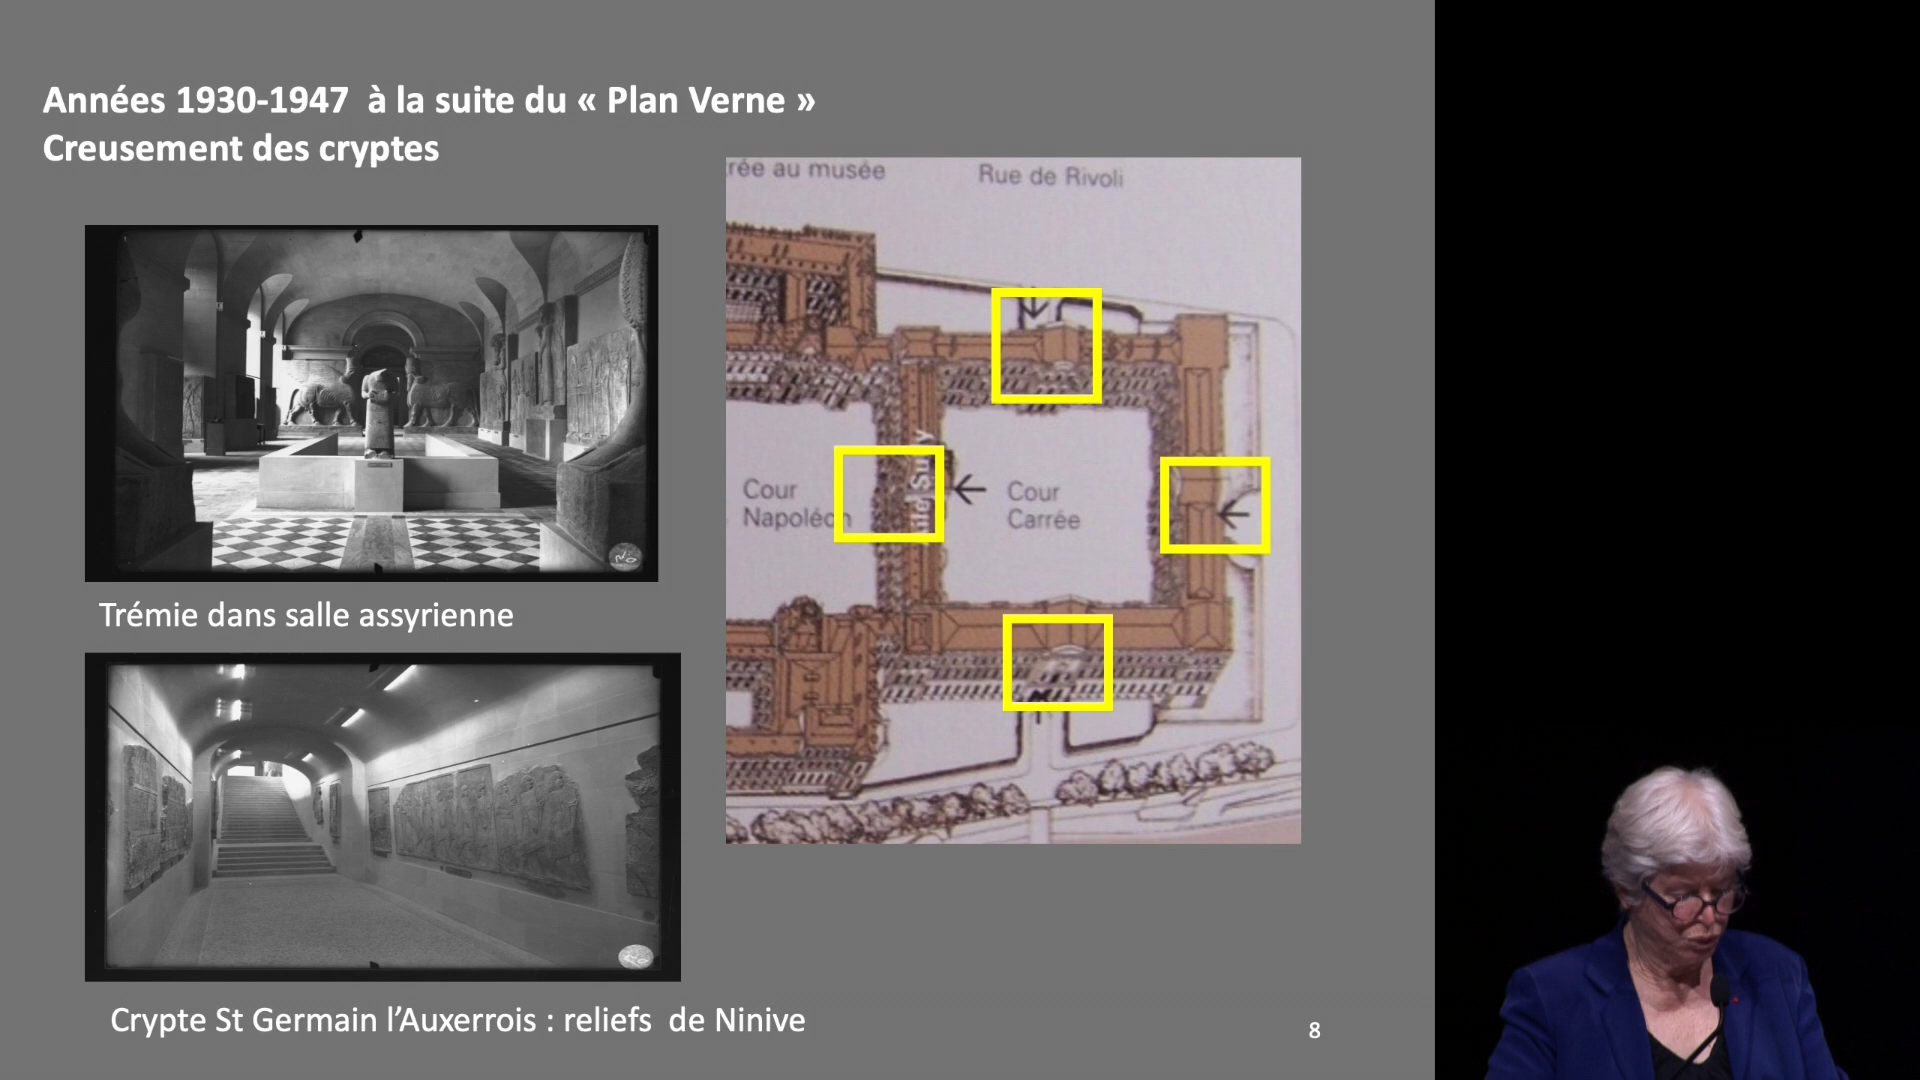 Années 1930-1947  à la suite du « Plan Verne »
Creusement des cryptes
rée au musée
Rue de Rivoli
Cour
Napoléon
Cour
Carrée
Trémie dans salle assyrienne
Crypte St Germain l’Auxerrois : reliefs  de Ninive
8